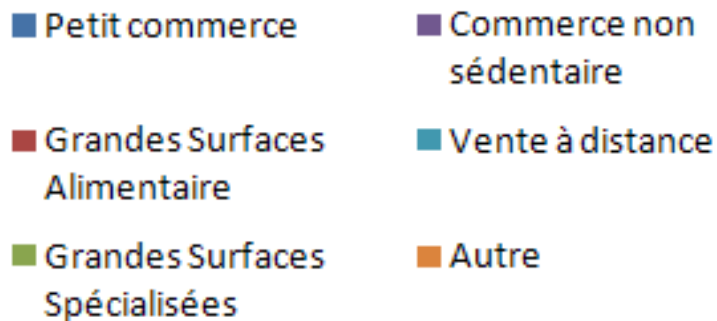 Petit commerce
Grandes Surfaces
Alimentaire
Grandes Surfaces
Spécialisées
Commerce non
sédentaire
Vente à distance
Autre